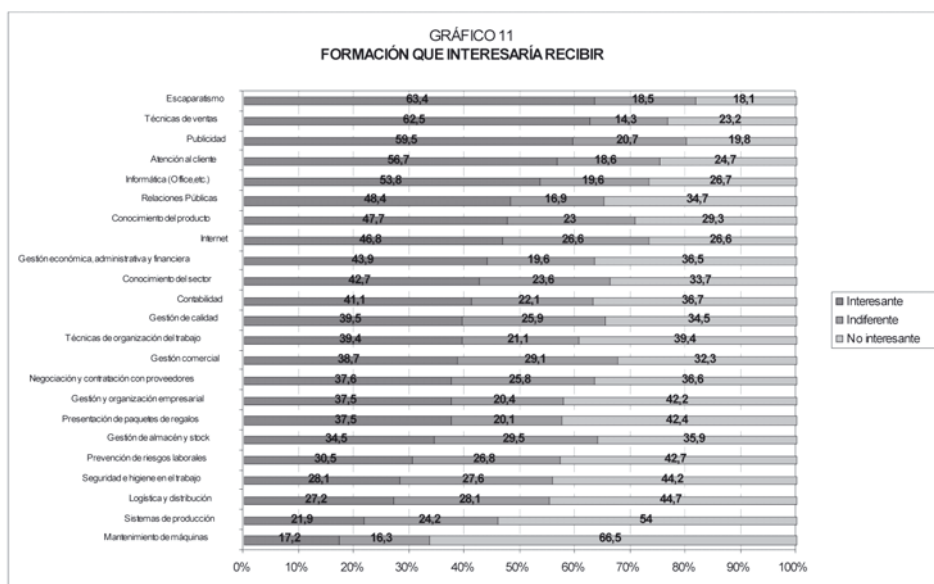 GRÁFICO 11
FORMACIÓN QUE INTERESARÍA RECIBIR
Escaparatismo 63,4 18,5 18,1
Técnicas de ventas 62,5 14,3 23,2
Publicidad 59,5 20,7 19,8
Atención al cliente 56,7 18,6 24,7
Informática (Office,etc.) 53,8 19,6 26,7
Relaciones Públicas 48,4 16,9 34,7
Conocimiento del producto 47,7 23 29,3
Internet 46,8 26,6 26,6
Gestión económica, administrativa y financiera 43,9 19,6 36,5
Conocimiento del sector 42,7 23,6 33,7
Contabilidad 41,1 22,1 36,7
Gestión de calidad 39,5 25,9 34,5
Técnicas de organización del trabajo 39,4 21,1 39,4
Gestión comercial 38,7 29,1 32,3
Negociación y contratación con proveedores 37,6 25,8 36,6
Gestión y organización empresarial 37,5 20,4 42,2
Presentación de paquetes de regalos 37,5 20,1 42,4
Gestión de almacén y stock 34,5 29,5 35,9
Prevención de riesgos laborales 30,5 26,8 42,7
Seguridad e higiene en el trabajo 28,1 27,6 44,2
Logística y distribución 27,2 28,1 44,7
Sistemas de producción 21,9 24,2 54
Mantenimiento de máquinas 17,2 16,3 66,5
0% 10% 20% 30% 40% 50% 60% 70% 80% 90% 100%
Interesante
Indiferente
No interesante